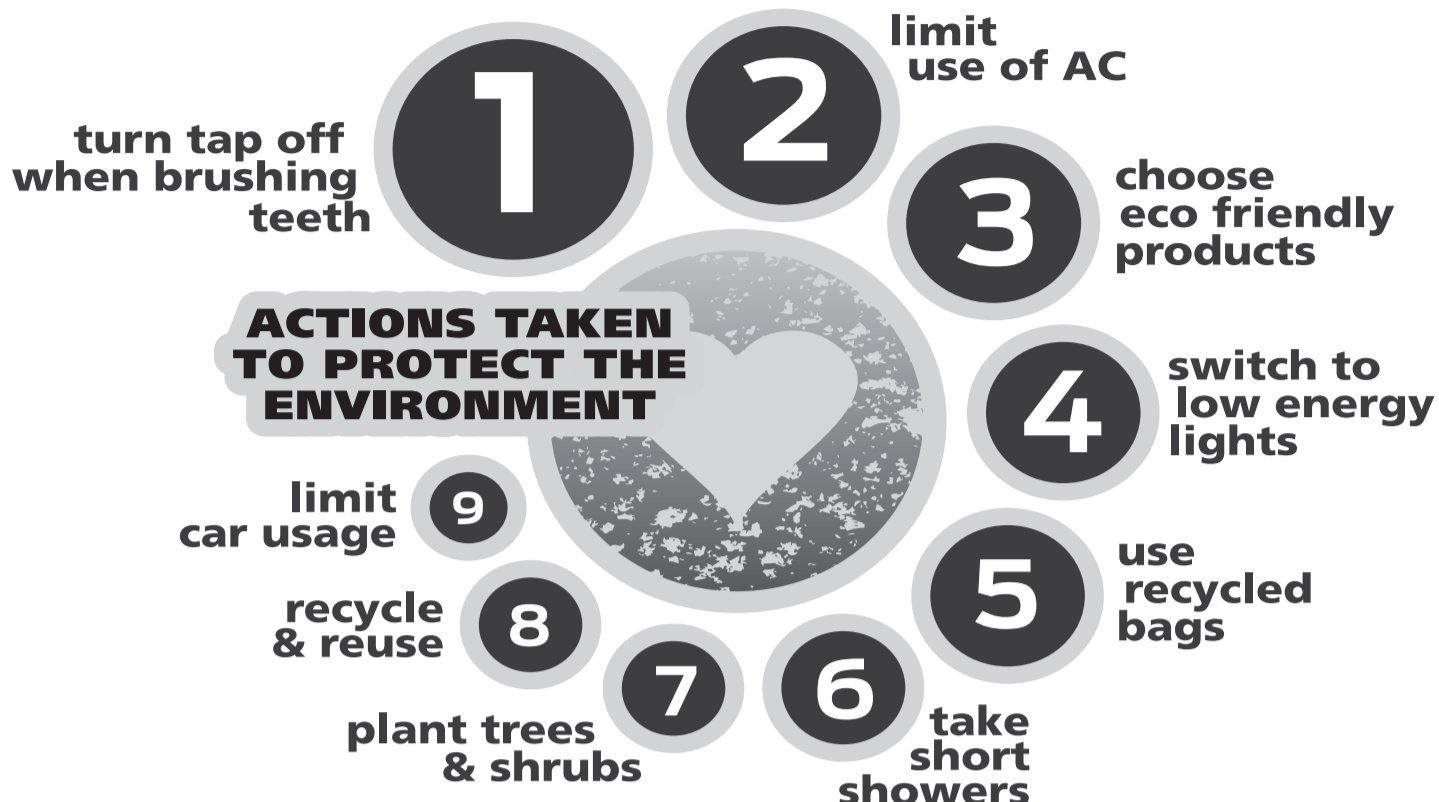 ACTIONS TAKEN
TO PROTECT THE
ENVIRONMENT
1
turn tap off
when brushing
teeth
2
limit
use of AC
3
choose
eco friendly
products
4
switch to
low energy
lights
5
use
recycled
bags
6
take
short
showers
7
plant trees
& shrubs
8
recycle
& reuse
9
limit
car usage